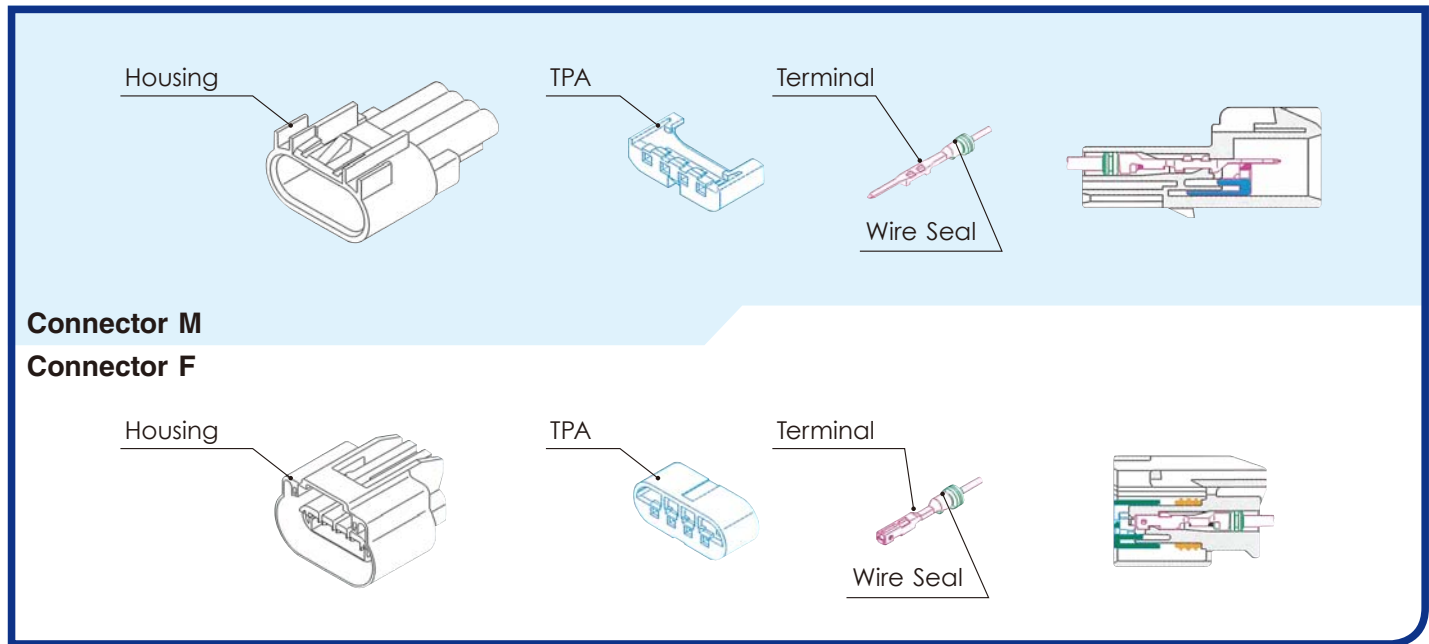 Housing
TPA
Terminal
Wire Seal
Connector M
Connector F
Housing
TPA
Terminal
Wire Seal